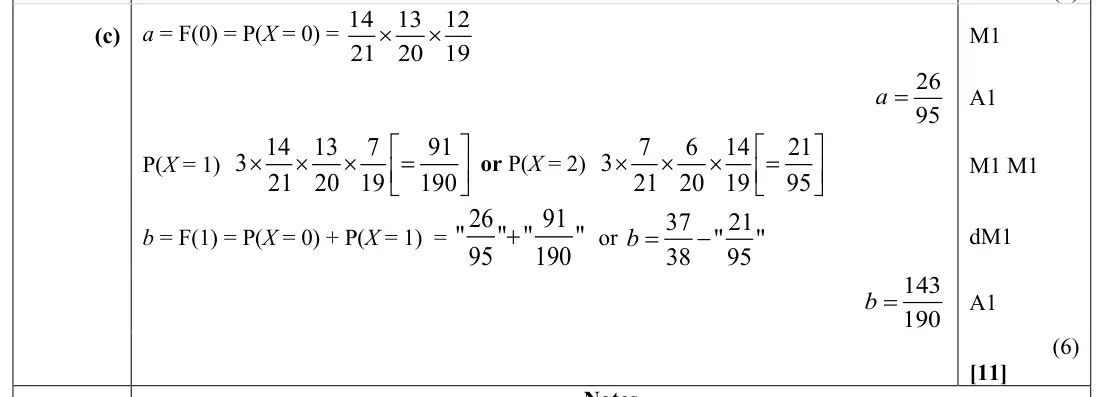 (c) a = F(0) = P(X = 0) = 14/21 × 13/20 × 12/19 M1
a = 26/95 A1
P(X = 1) 3 × 14/21 × 13/20 × 7/19 [= 91/190] or P(X = 2) 3 × 7/21 × 6/20 × 14/19 [= 21/95] M1 M1
b = F(1) = P(X = 0) + P(X = 1) = "26/95" + "91/190" or b = 37/38 − "21/95" dM1
b = 143/190 A1
(6)
[11]